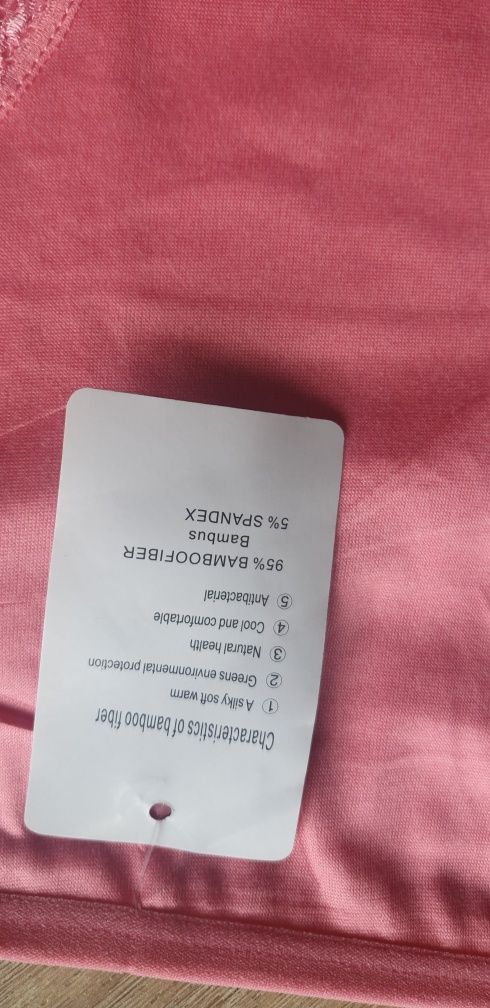 Characteristics of bamboo fiber
① A silky soft warm
② Greens environmental protection
③ Natural health
④ Cool and comfortable
⑤ Antibacterial
95% BAMBOOFIBER
Bambus
5% SPANDEX